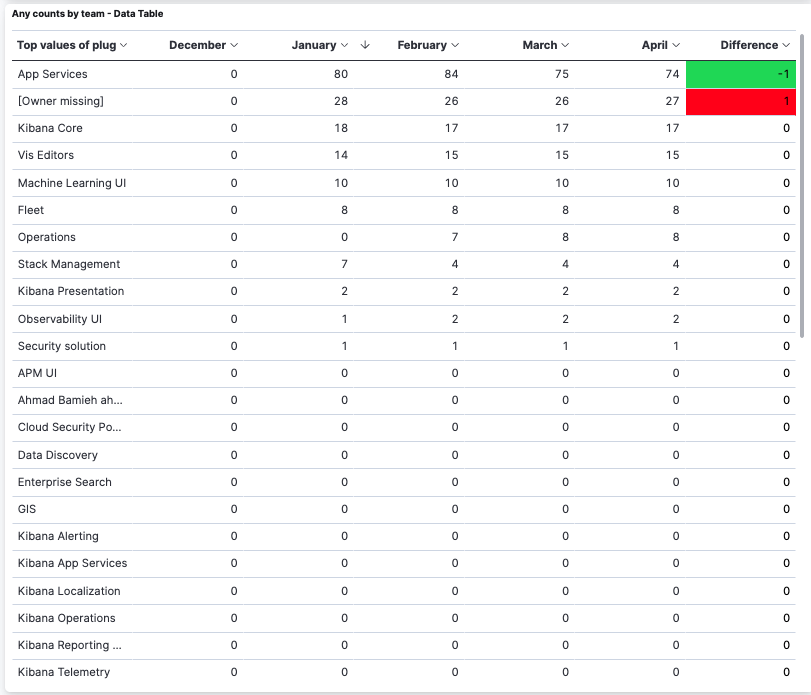 Any counts by team - Data Table
Top values of plug December January February March April Difference
App Services 0 80 84 75 74 -1
[Owner missing] 0 28 26 26 27 1
Kibana Core 0 18 17 17 17 0
Vis Editors 0 14 15 15 15 0
Machine Learning UI 0 10 10 10 10 0
Fleet 0 8 8 8 8 0
Operations 0 0 7 8 8 0
Stack Management 0 7 4 4 4 0
Kibana Presentation 0 2 2 2 2 0
Observability UI 0 1 2 2 2 0
Security solution 0 1 1 1 1 0
APM UI 0 0 0 0 0 0
Ahmad Bamieh ah... 0 0 0 0 0 0
Cloud Security Po... 0 0 0 0 0 0
Data Discovery 0 0 0 0 0 0
Enterprise Search 0 0 0 0 0 0
GIS 0 0 0 0 0 0
Kibana Alerting 0 0 0 0 0 0
Kibana App Services 0 0 0 0 0 0
Kibana Localization 0 0 0 0 0 0
Kibana Operations 0 0 0 0 0 0
Kibana Reporting ... 0 0 0 0 0 0
Kibana Telemetry 0 0 0 0 0 0